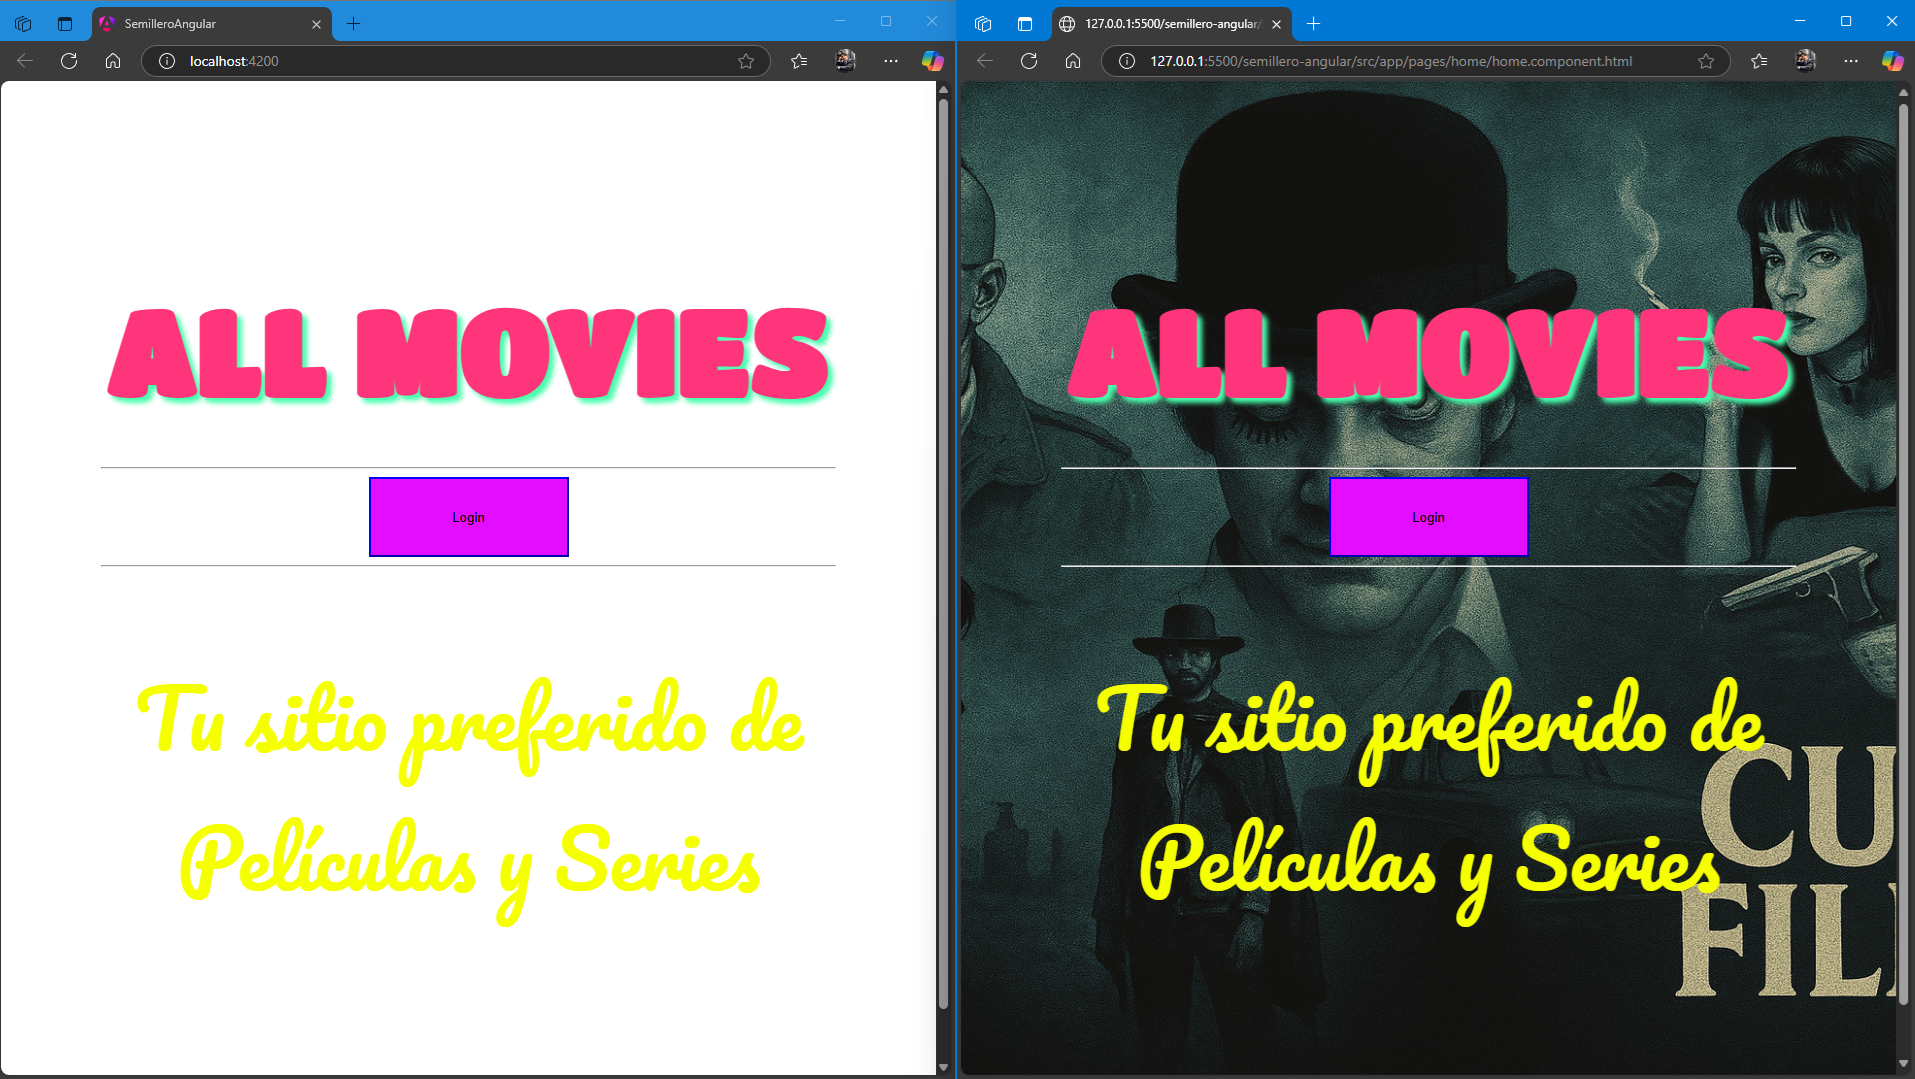 SemilleroAngular
localhost:4200
ALL MOVIES
Login
Tu sitio preferido de
Películas y Series
127.0.0.1:5500/semillero-angular/
127.0.0.1:5500/semillero-angular/src/app/pages/home/home.component.html
ALL MOVIES
Login
Tu sitio preferido de
Películas y Series
CU
FIL